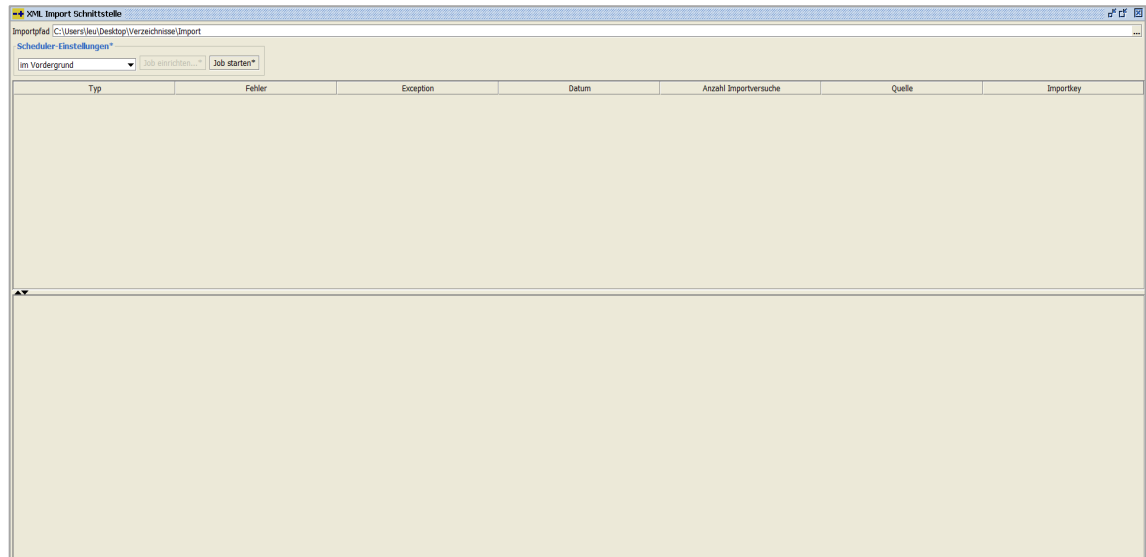 XML Import Schnittstelle
Importpfad C:\Users\leu\Desktop\Verzeichnisse\Import ...
Scheduler-Einstellungen*
im Vordergrund Job einrichten...* Job starten*
Typ Fehler Exception Datum Anzahl Importversuche Quelle Importkey